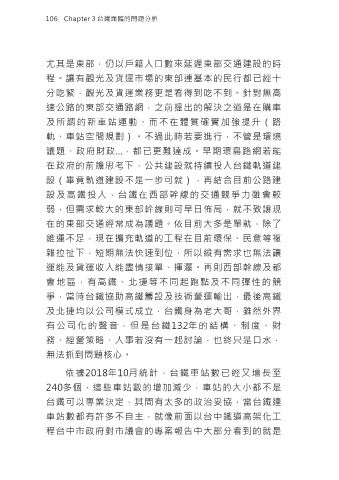 106 Chapter 3 台鐵面臨的問題分析
尤其是東部，仍以戶籍人口數來延遲東部交通建設的時
程。讓有觀光及貨運市場的東部連基本的民行都已經十
分吃緊，觀光及貨運業務更是看得到吃不到。針對無高
速公路的東部交通路網，之前提出的解決之道是在購車
及所謂的新車站運動、而不在體質確實加強提升（路
軌、車站空間規劃）。不過此時若要進行，不管是環境
議題、政府財政…，都已更難達成。早期環島路網若能
在政府的前瞻思考下，公共建設就持續投入台鐵軌道建
設（畢竟軌道建設不是一步可就），再結合目前公路建
設及高鐵投入，台鐵在西部幹線的交通競爭力雖會較
弱，但需求較大的東部幹線則可早日佈局，就不致讓現
在的東部交通經常成為議題。依目前大多是單軌，除了
維運不足，現在擴充軌道的工程在目前環保、民意等複
雜拉扯下，短期無法快速到位，所以縱有需求也無法讓
運能及貨運收入能盡情接單、揮灑。再則西部幹線及都
會地區，有高鐵、北捷等不同起跑點及不同彈性的競
爭，當時台鐵協助高鐵籌設及技術營運輸出，最後高鐵
及北捷均以公司模式成立，台鐵身為老大哥，雖然外界
有公司化的聲音，但是台鐵132年的結構、制度、財
務、經營策略、人事若沒有一起討論，也終只是口水，
無法抓到問題核心。
依據2018年10月統計，台鐵車站數已經又增長至
240多個，這些車站數的增加減少，車站的大小都不是
台鐵可以專業決定，其間有太多的政治妥協，當台鐵連
車站數都有許多不自主，就像前面以台中鐵道高架化工
程台中市政府對市議會的專案報告中大部分看到的就是